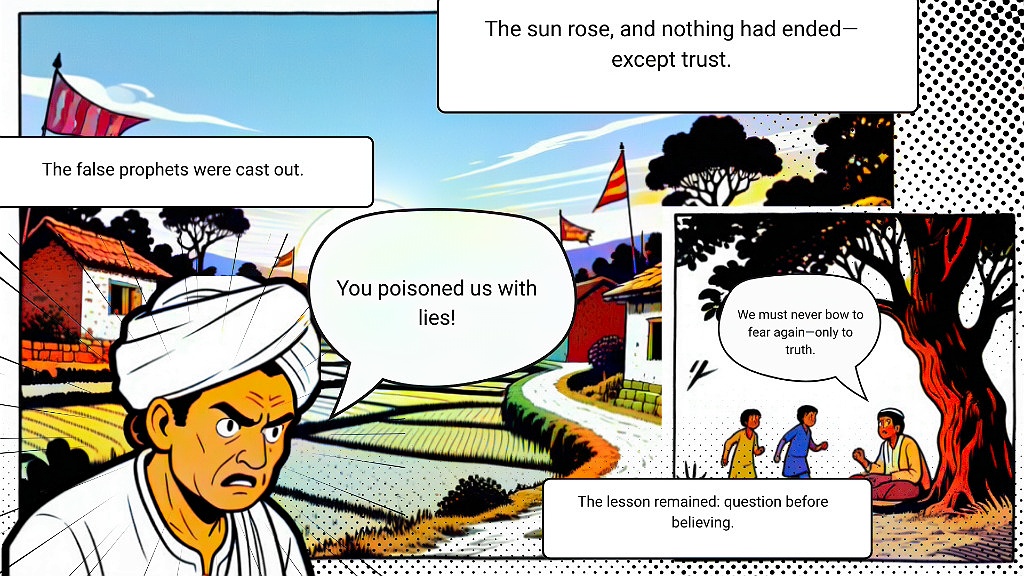 The sun rose, and nothing had ended—
except trust.
The false prophets were cast out.
You poisoned us with
lies!
We must never bow to
fear again—only to
truth.
The lesson remained: question before
believing.